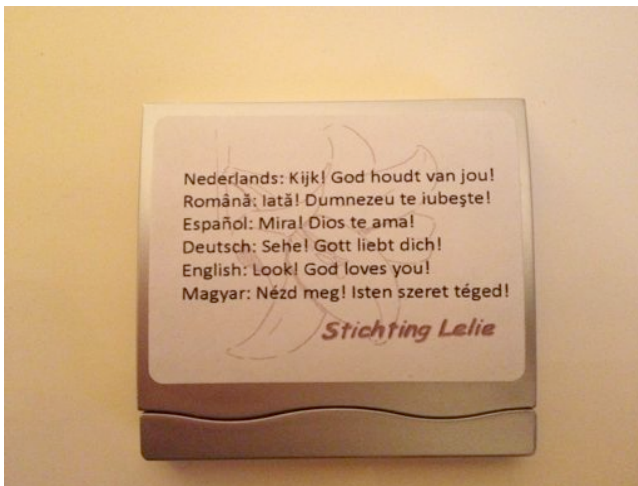 Nederlands: Kijk! God houdt van jou!
Română: Iată! Dumnezeu te iubeşte!
Español: Mira! Dios te ama!
Deutsch: Sehe! Gott liebt dich!
English: Look! God loves you!
Magyar: Nézd meg! Isten szeret téged!
Stichting Lelie